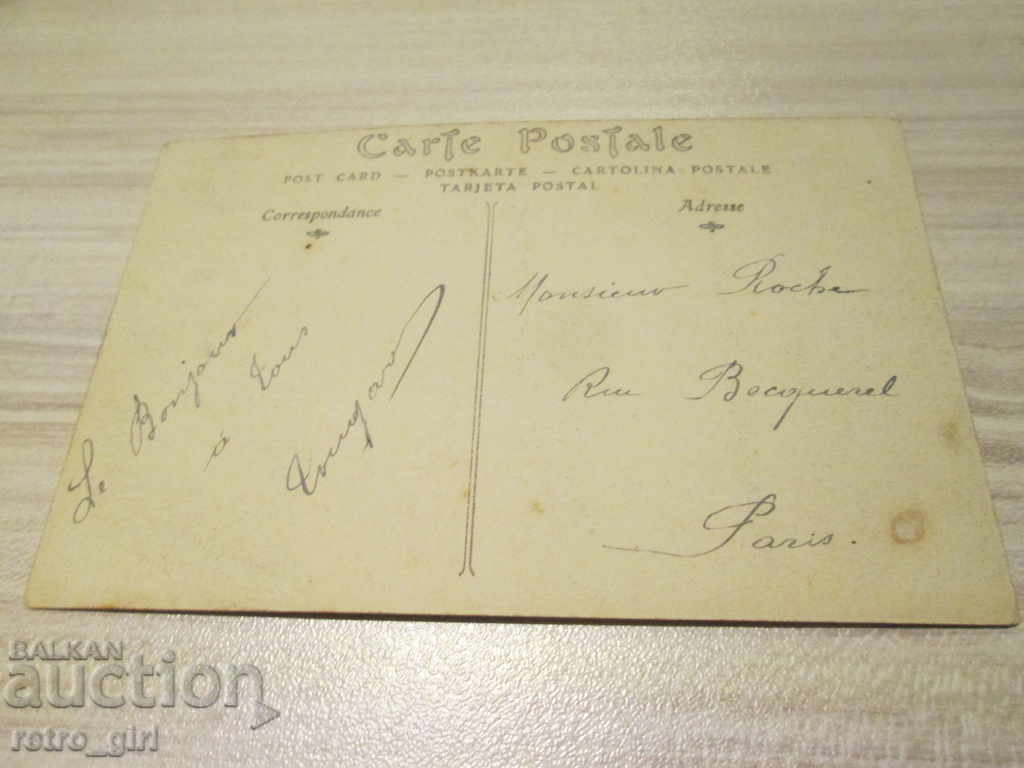 Carte Postale
POST CARD — POSTKARTE — CARTOLINA POSTALE
TARJETA POSTAL
Correspondance
Le Bonjour
à tous
Adresse
Monsieur Roche
Rue Becquerel
Paris.
BALKAN
auction
retro_girl